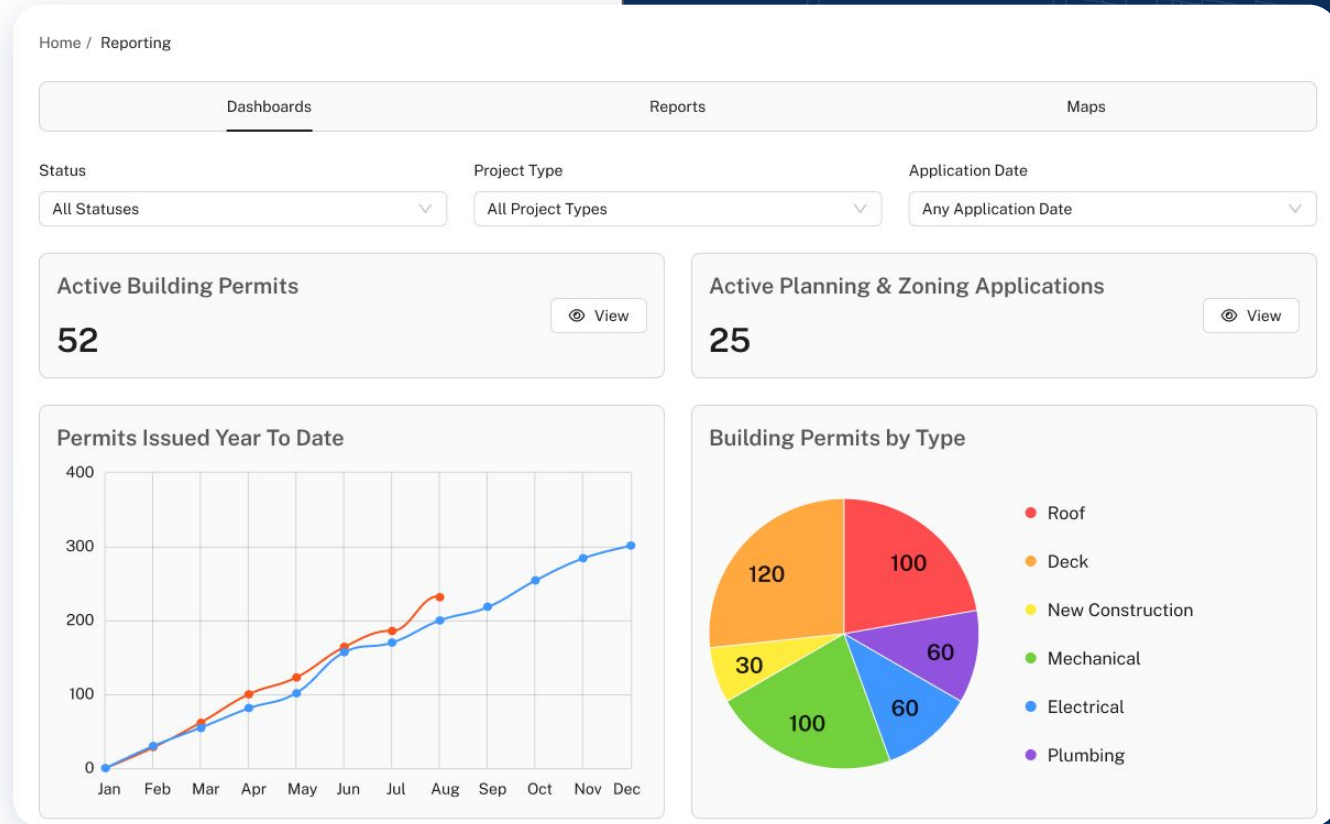 Home / Reporting
Dashboards Reports Maps
Status Project Type Application Date
All Statuses All Project Types Any Application Date
Active Building Permits
52
View
Active Planning & Zoning Applications
25
View
Permits Issued Year To Date
400
300
200
100
0
Jan Feb Mar Apr May Jun Jul Aug Sep Oct Nov Dec
Building Permits by Type
120
100
30
60
100
60
Roof
Deck
New Construction
Mechanical
Electrical
Plumbing